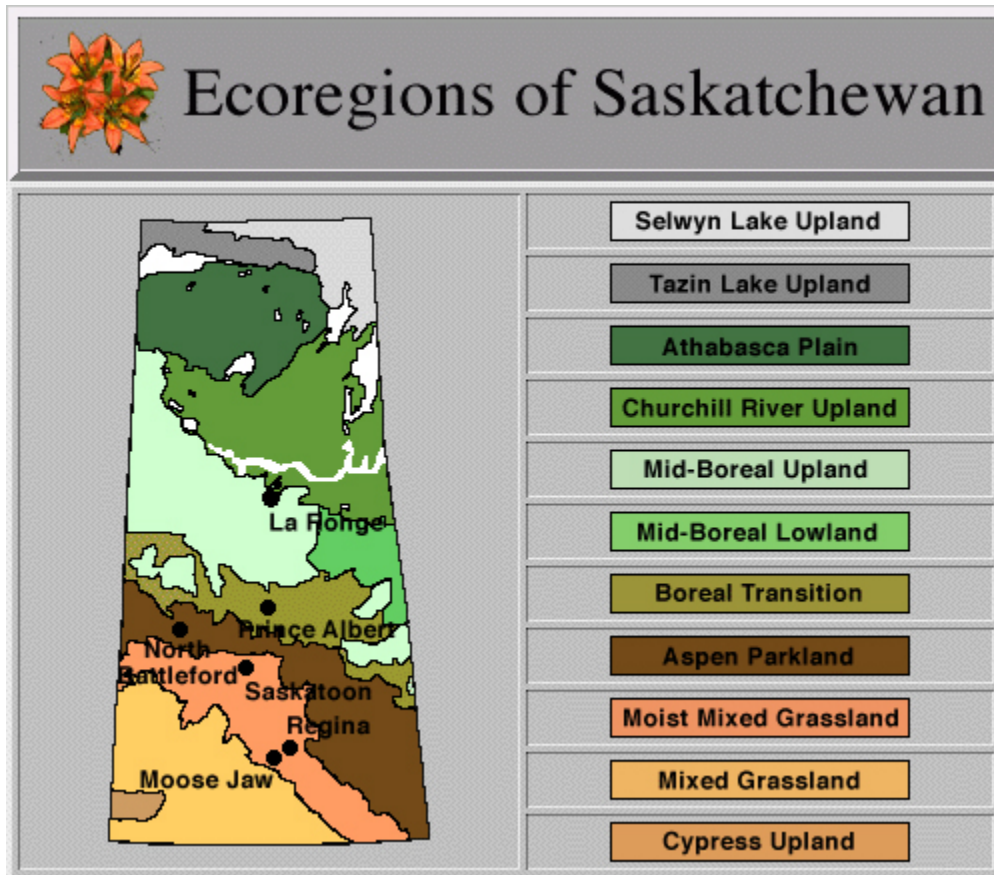 Ecoregions of Saskatchewan
Selwyn Lake Upland
Tazin Lake Upland
Athabasca Plain
Churchill River Upland
Mid-Boreal Upland
Mid-Boreal Lowland
Boreal Transition
Aspen Parkland
Moist Mixed Grassland
Mixed Grassland
Cypress Upland
La Ronge
Prince Albert
North
Battleford
Saskatoon
Regina
Moose Jaw